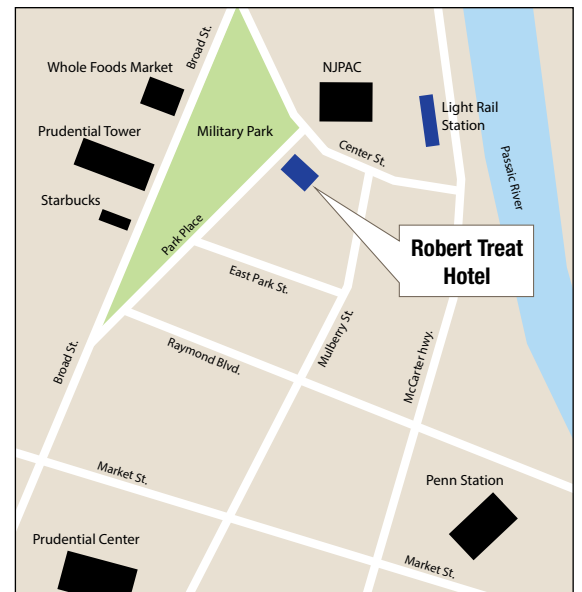 Broad St.
Whole Foods Market
NJPAC
Light Rail
Station
Prudential Tower
Military Park
Center St.
Passaic River
Starbucks
Park Place
Robert Treat
Hotel
East Park St.
Mulberry St.
McCarter hwy.
Broad St.
Raymond Blvd.
Market St.
Penn Station
Prudential Center
Market St.